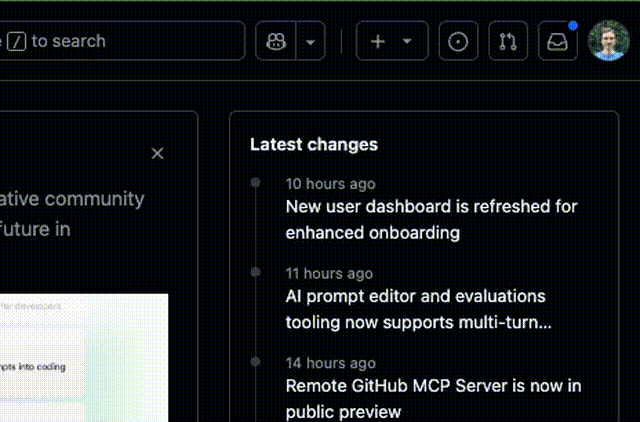 / to search
Latest changes
ative community
future in
10 hours ago
New user dashboard is refreshed for
enhanced onboarding
11 hours ago
AI prompt editor and evaluations
tooling now supports multi-turn...
14 hours ago
Remote GitHub MCP Server is now in
public preview
developers
mpts into coding